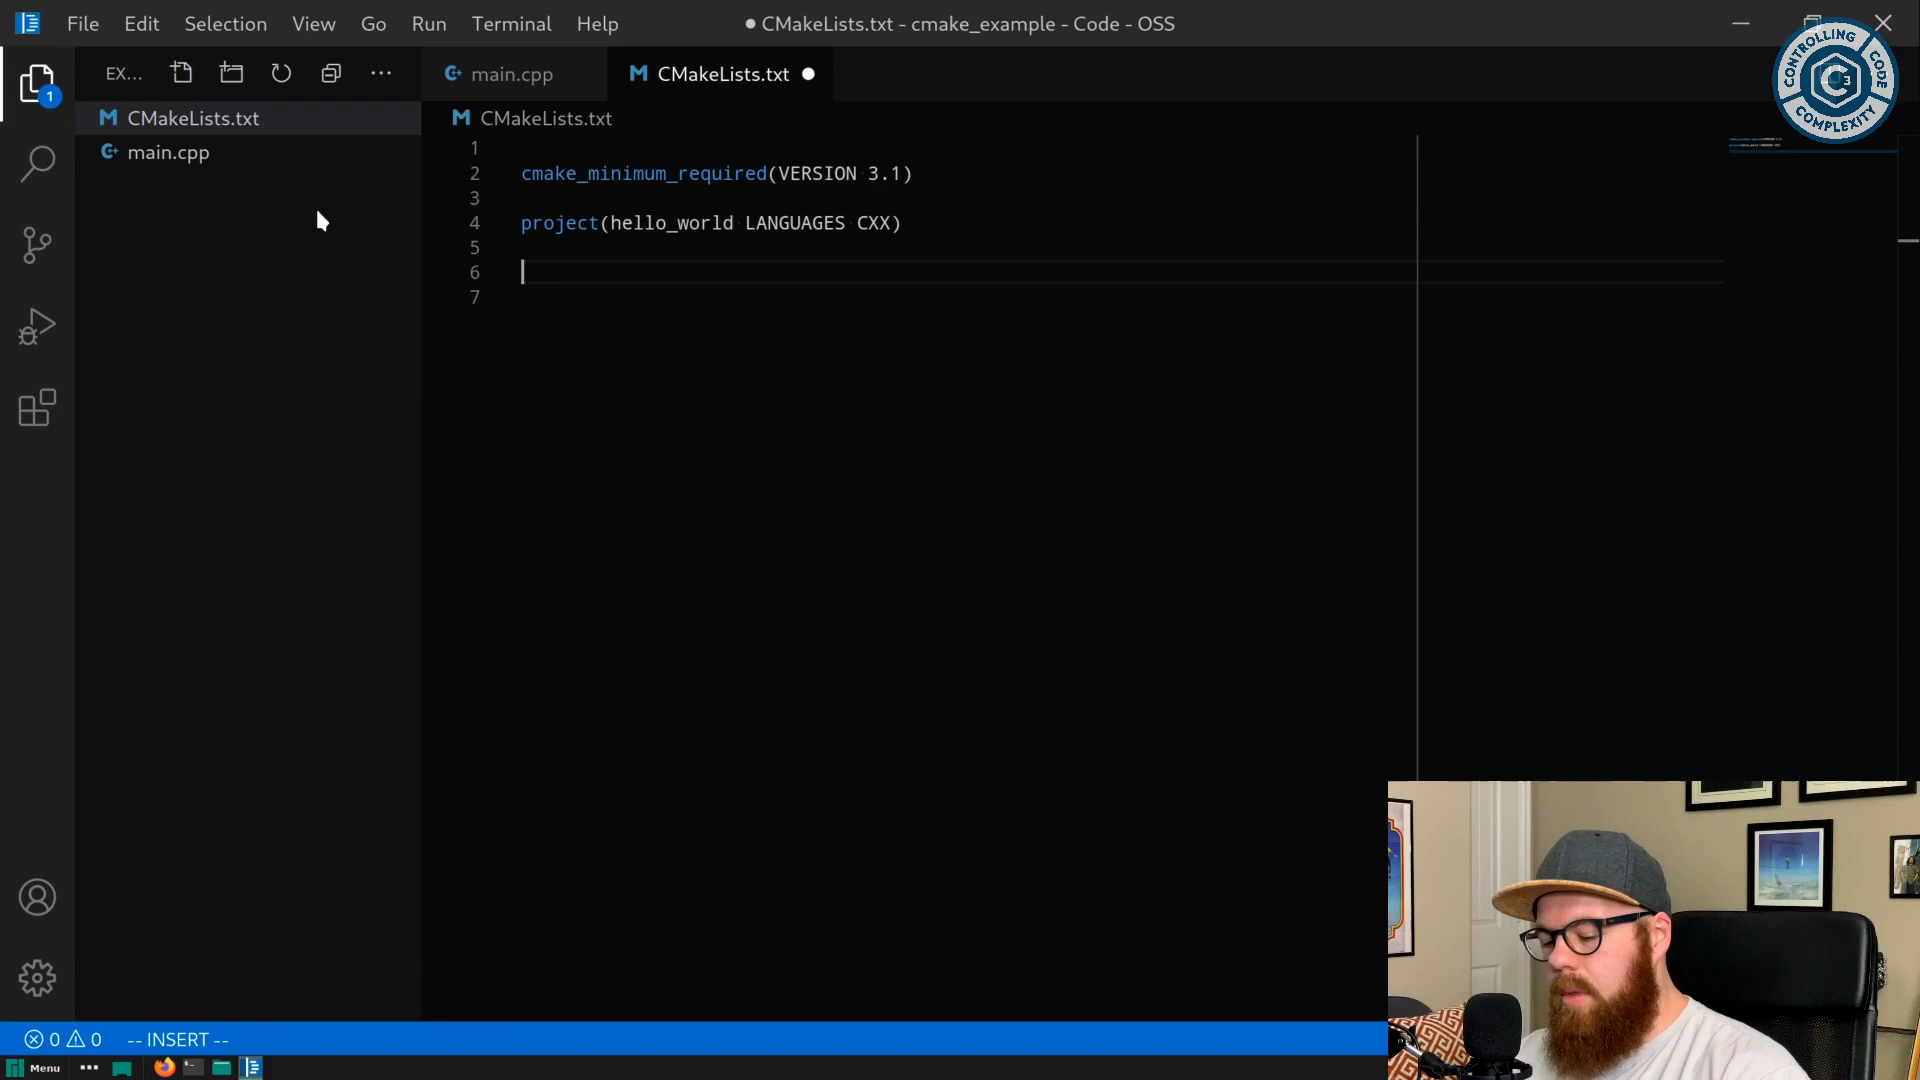 File Edit Selection View Go Run Terminal Help
● CMakeLists.txt - cmake_example - Code - OSS
CONTROLLING CODE COMPLEXITY
C 3
EX...
main.cpp
CMakeLists.txt
1
CMakeLists.txt
main.cpp
CMakeLists.txt
1
2 cmake_minimum_required(VERSION 3.1)
3
4 project(hello_world LANGUAGES CXX)
5
6
7
0 0 -- INSERT --
Menu